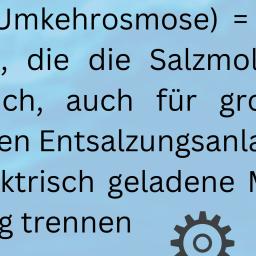 Umkehrosmose) =
, die die Salzmol
ch, auch für gro
en Entsalzungsanla
ktrisch geladene M
g trennen